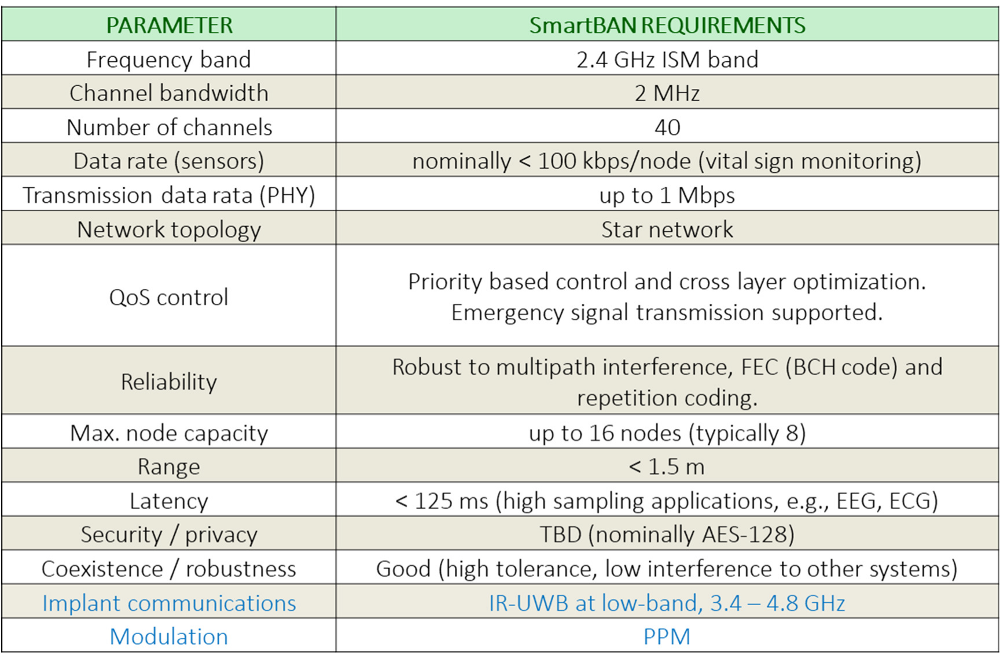 PARAMETER SmartBAN REQUIREMENTS
Frequency band 2.4 GHz ISM band
Channel bandwidth 2 MHz
Number of channels 40
Data rate (sensors) nominally < 100 kbps/node (vital sign monitoring)
Transmission data rata (PHY) up to 1 Mbps
Network topology Star network
QoS control Priority based control and cross layer optimization.
Emergency signal transmission supported.
Reliability Robust to multipath interference, FEC (BCH code) and
repetition coding.
Max. node capacity up to 16 nodes (typically 8)
Range < 1.5 m
Latency < 125 ms (high sampling applications, e.g., EEG, ECG)
Security / privacy TBD (nominally AES-128)
Coexistence / robustness Good (high tolerance, low interference to other systems)
Implant communications IR-UWB at low-band, 3.4 – 4.8 GHz
Modulation PPM